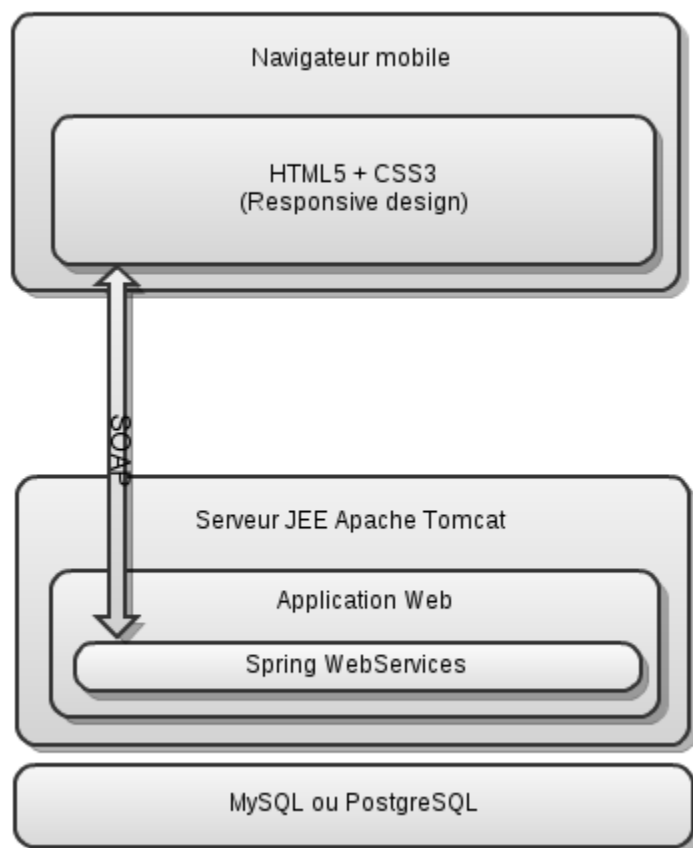 Navigateur mobile
HTML5 + CSS3
(Responsive design)
SOAP
Serveur JEE Apache Tomcat
Application Web
Spring WebServices
MySQL ou PostgreSQL